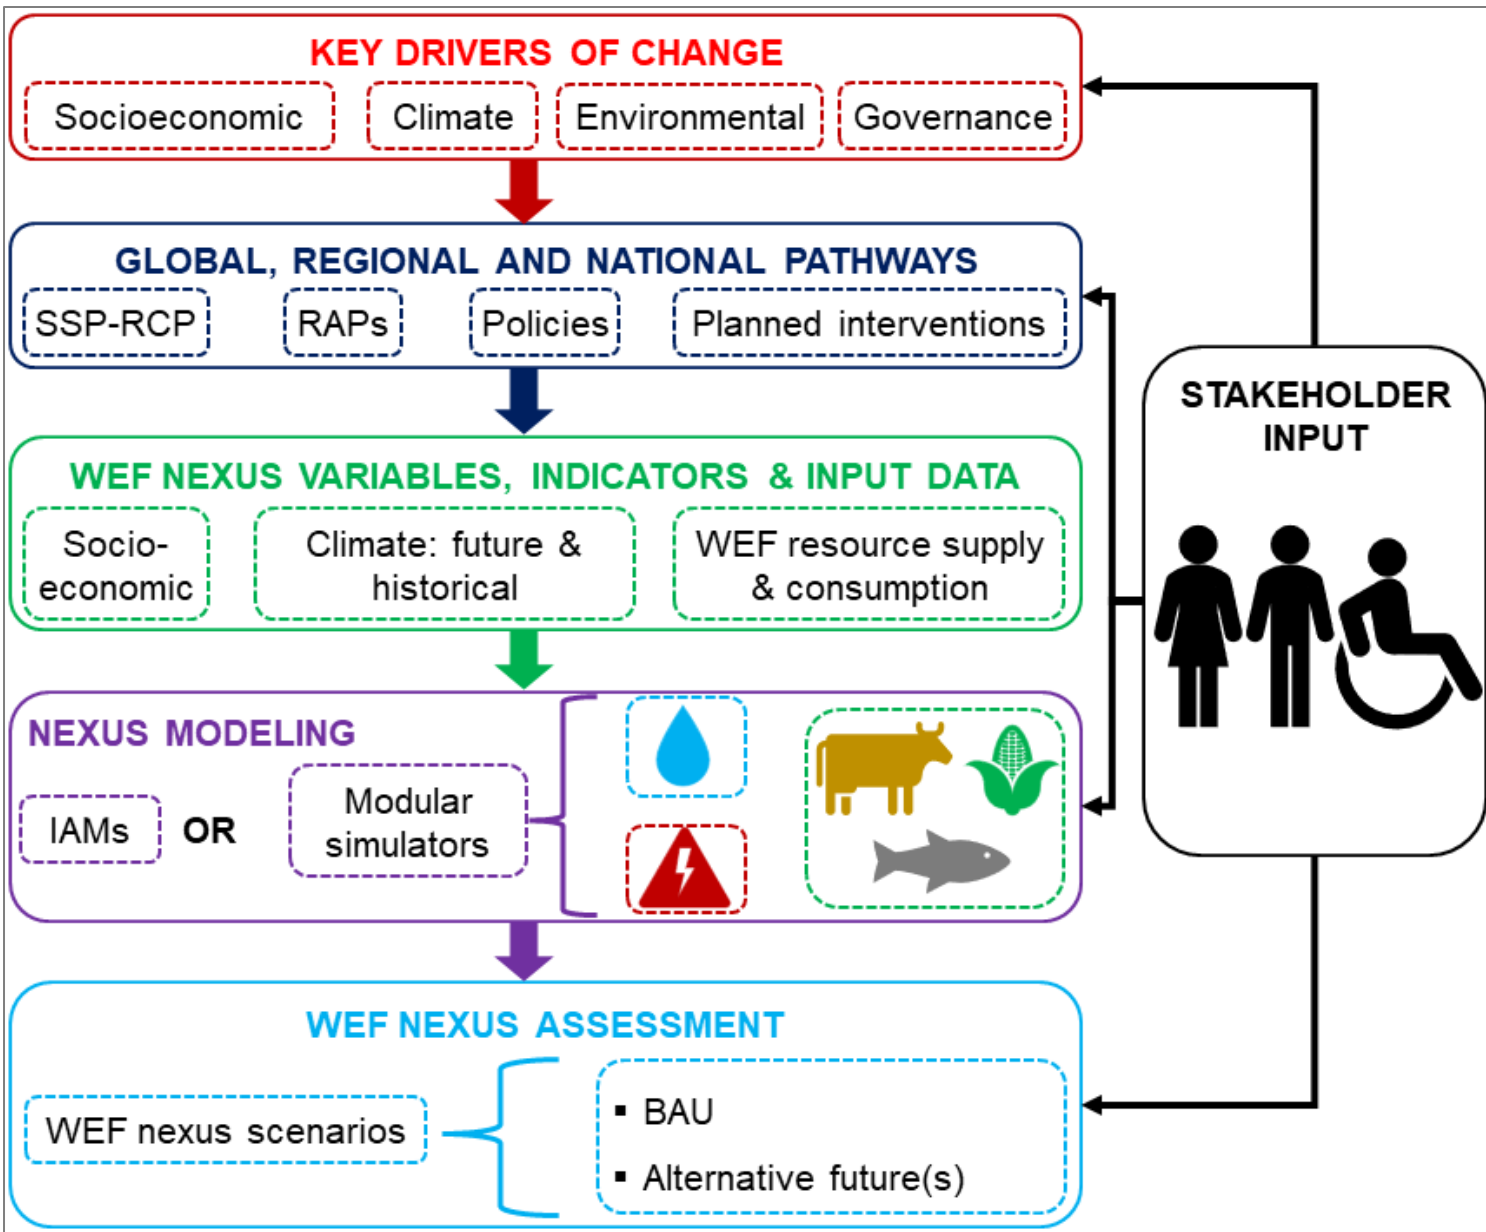 KEY DRIVERS OF CHANGE
Socioeconomic
Climate
Environmental
Governance
GLOBAL, REGIONAL AND NATIONAL PATHWAYS
SSP-RCP
RAPs
Policies
Planned interventions
STAKEHOLDER
INPUT
WEF NEXUS VARIABLES, INDICATORS & INPUT DATA
Socio-
economic
Climate: future &
historical
WEF resource supply
& consumption
NEXUS MODELING
IAMs
OR
Modular
simulators
WEF NEXUS ASSESSMENT
WEF nexus scenarios
▪ BAU
▪ Alternative future(s)